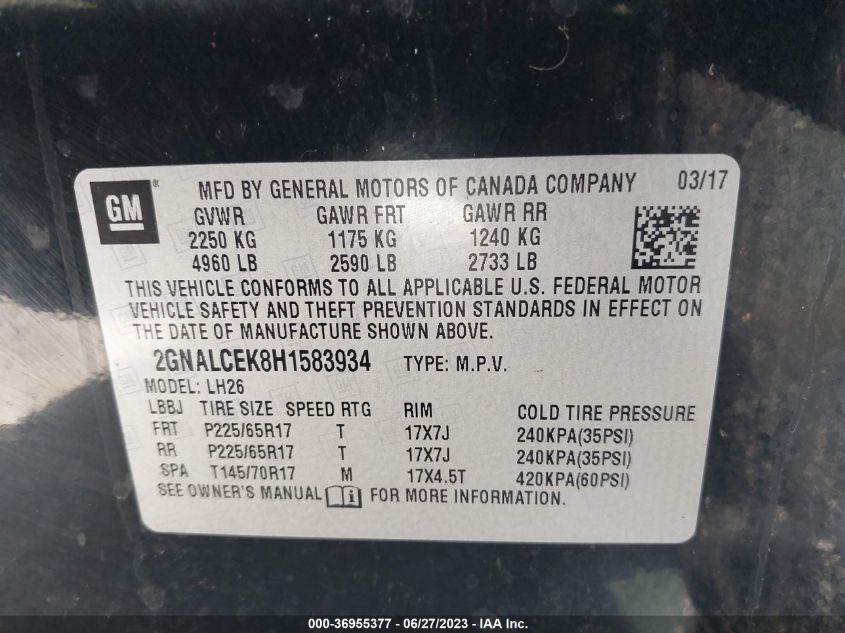 GM ® MFD BY GENERAL MOTORS OF CANADA COMPANY 03/17
GVWR GAWR FRT GAWR RR
2250 KG 1175 KG 1240 KG
4960 LB 2590 LB 2733 LB
THIS VEHICLE CONFORMS TO ALL APPLICABLE U.S. FEDERAL MOTOR
VEHICLE SAFETY AND THEFT PREVENTION STANDARDS IN EFFECT ON
THE DATE OF MANUFACTURE SHOWN ABOVE.
2GNALCEK8H1583934 TYPE: M.P.V.
MODEL: LH26
LBBJ TIRE SIZE SPEED RTG RIM COLD TIRE PRESSURE
FRT P225/65R17 T 17X7J 240KPA(35PSI)
RR P225/65R17 T 17X7J 240KPA(35PSI)
SPA T145/70R17 M 17X4.5T 420KPA(60PSI)
SEE OWNER'S MANUAL FOR MORE INFORMATION.
000-36955377 - 06/27/2023 - IAA Inc.